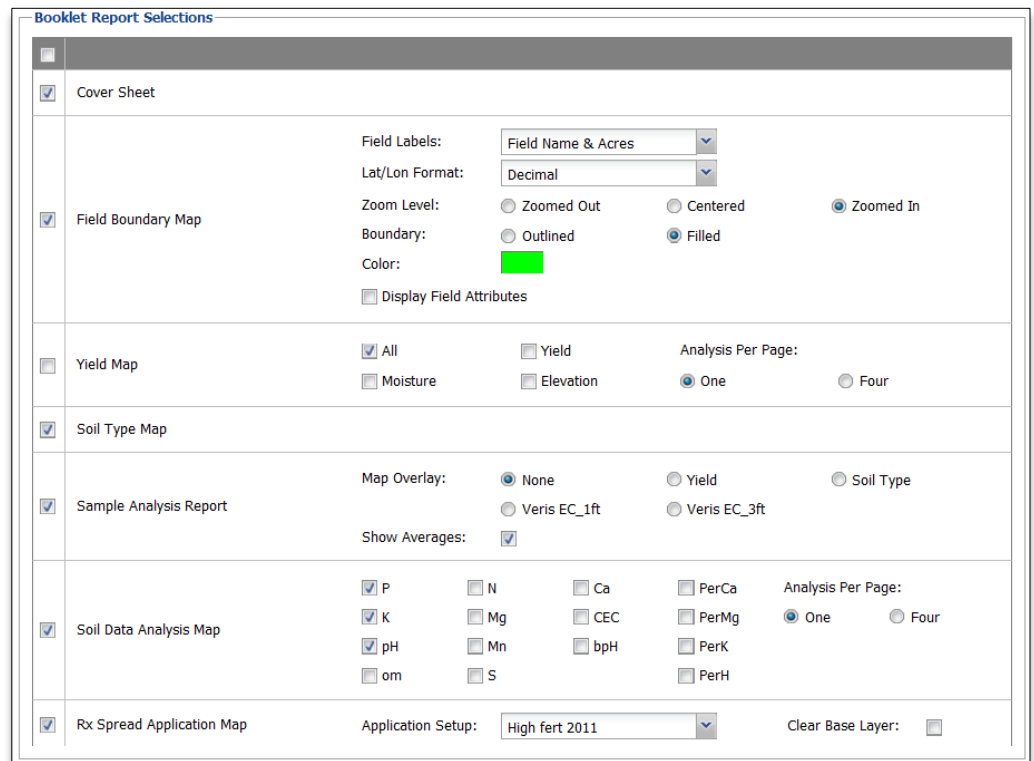 Booklet Report Selections
Cover Sheet
Field Boundary Map
Field Labels: Field Name & Acres
Lat/Lon Format: Decimal
Zoom Level: Zoomed Out Centered Zoomed In
Boundary: Outlined Filled
Color:
Display Field Attributes
Yield Map
All Yield Analysis Per Page:
Moisture Elevation One Four
Soil Type Map
Sample Analysis Report
Map Overlay: None Yield Soil Type
Veris EC_1ft Veris EC_3ft
Show Averages:
Soil Data Analysis Map
P N Ca PerCa Analysis Per Page:
K Mg CEC PerMg One Four
pH Mn bpH PerK
om S PerH
Rx Spread Application Map Application Setup: High fert 2011 Clear Base Layer: